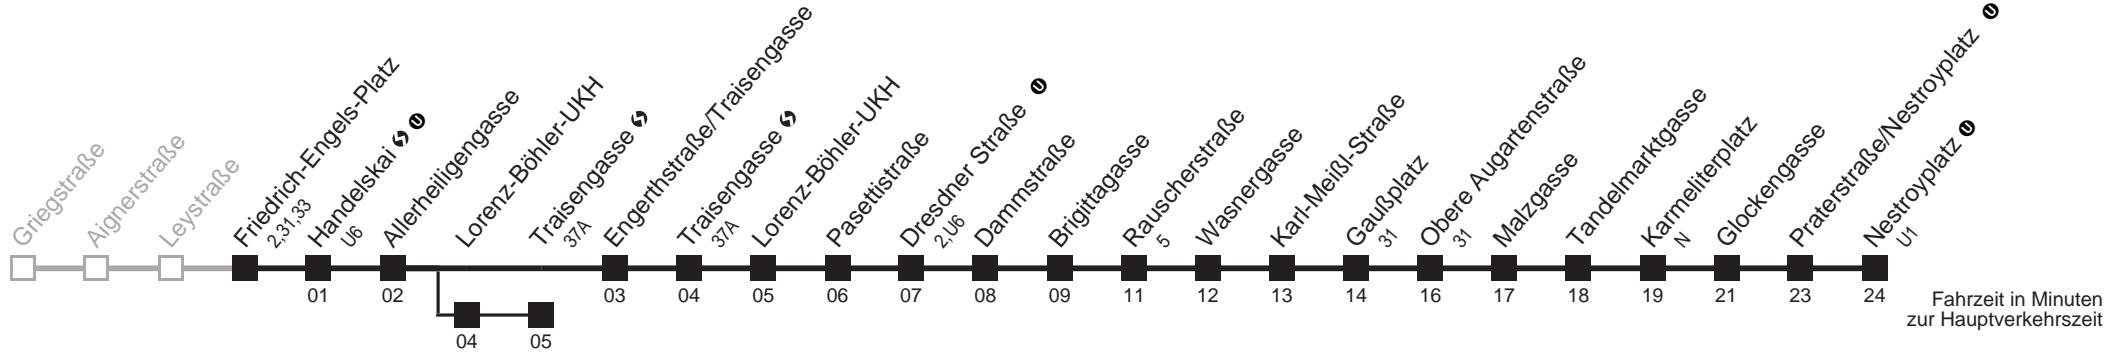 Griegstraße
Aignerstraße
Leystraße
Friedrich-Engels-Platz
2,31,33
Handelskai
U6
Allerheiligengasse
Lorenz-Böhler-UKH
Traisengasse
37A
Engerthstraße/Traisengasse
Traisengasse
37A
Lorenz-Böhler-UKH
Pasettistraße
Dresdner Straße U
2,U6
Dammstraße
Brigittagasse
Rauscherstraße
5
Wasnergasse
Karl-Meißl-Straße
Gaußplatz
31
Obere Augartenstraße
31
Malzgasse
Tandelmarktgasse
Karmeliterplatz
N
Glockengasse
Praterstraße/Nestroyplatz U
Nestroyplatz U
U1
01 02 03 04 05 06 07 08 09 11 12 13 14 16 17 18 19 21 23 24
04 05
Fahrzeit in Minuten
zur Hauptverkehrszeit